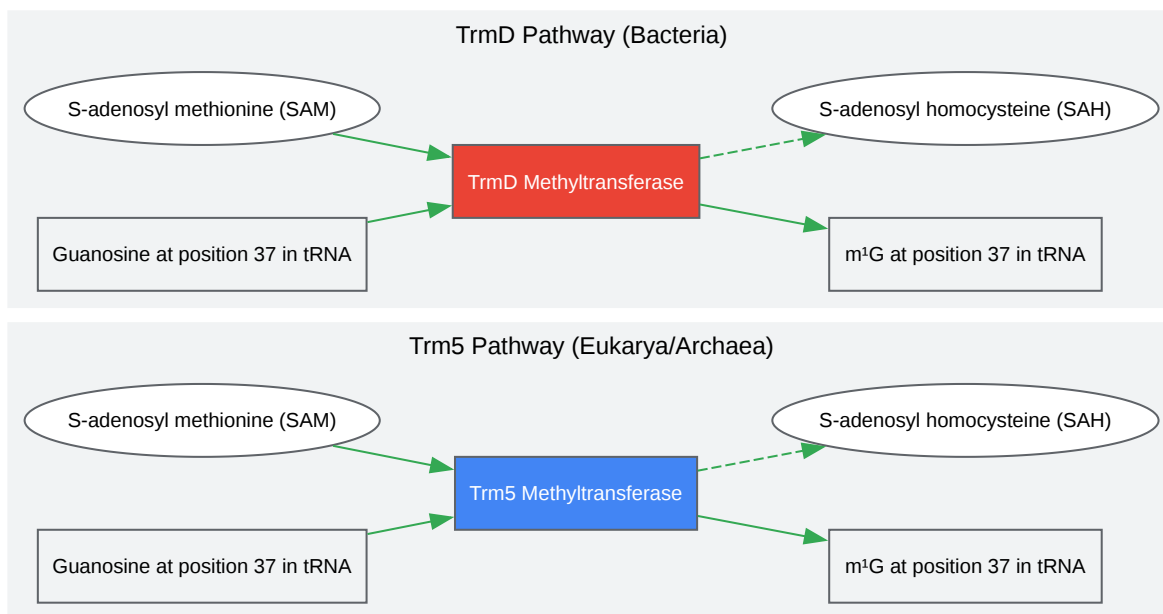 TrmD Pathway (Bacteria)
S-adenosyl methionine (SAM)
S-adenosyl homocysteine (SAH)
TrmD Methyltransferase
Guanosine at position 37 in tRNA
m¹G at position 37 in tRNA
Trm5 Pathway (Eukarya/Archaea)
S-adenosyl methionine (SAM)
S-adenosyl homocysteine (SAH)
Trm5 Methyltransferase
Guanosine at position 37 in tRNA
m¹G at position 37 in tRNA